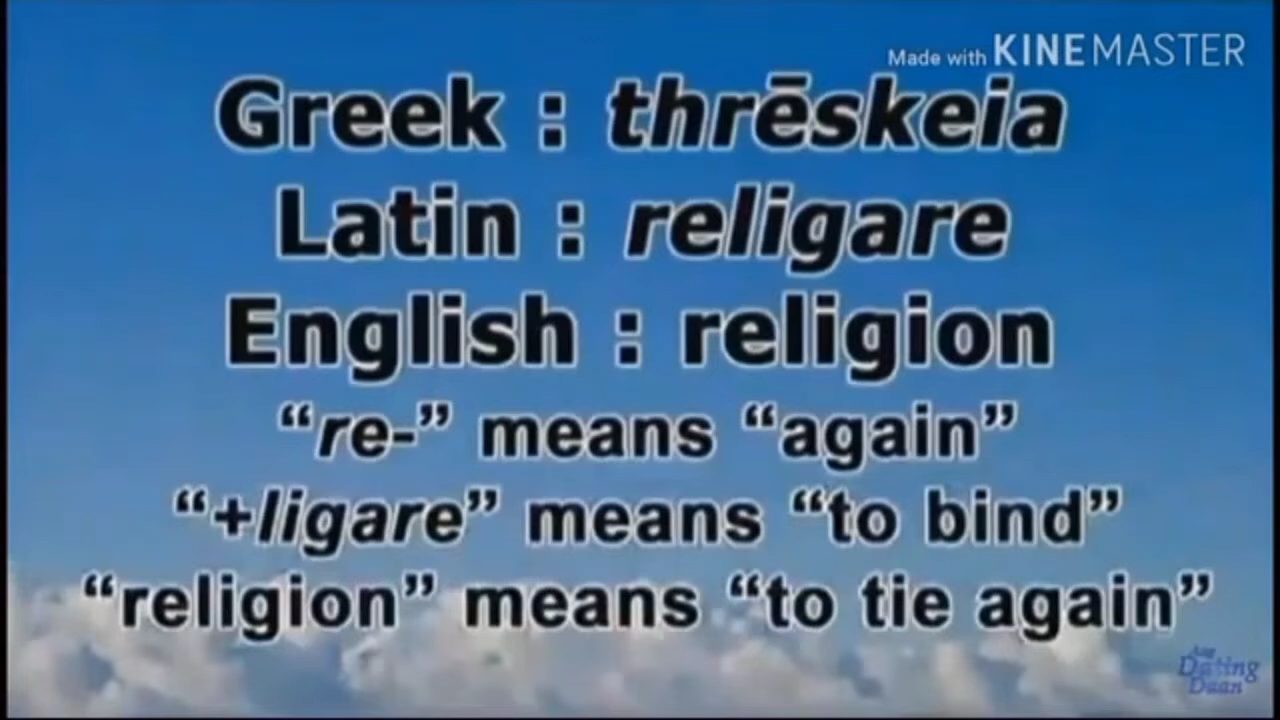 Made with KINEMASTER
Greek : thrēskeia
Latin : religare
English : religion
“re-” means “again”
“+ligare” means “to bind”
“religion” means “to tie again”
Ang
Dating
Daan